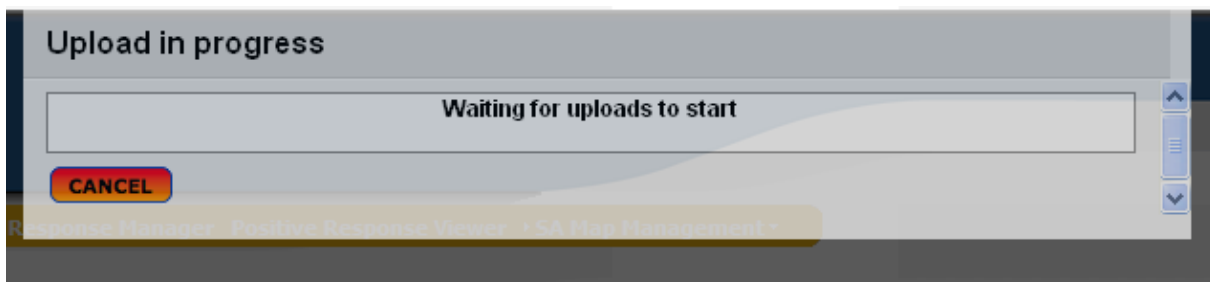 Upload in progress
Waiting for uploads to start
CANCEL
Response Manager Positive Response Viewer • SA Map Management